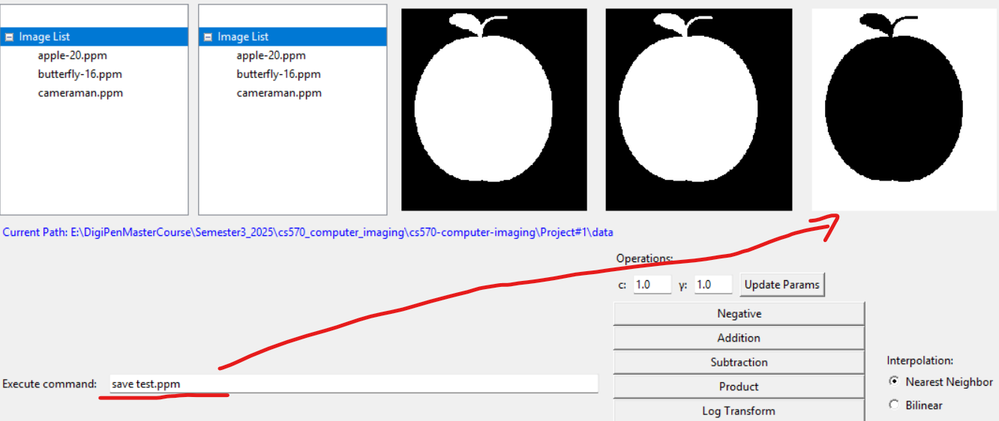 Image List
apple-20.ppm
butterfly-16.ppm
cameraman.ppm
Image List
apple-20.ppm
butterfly-16.ppm
cameraman.ppm
Current Path: E:\DigiPenMasterCourse\Semester3_2025\cs570_computer_imaging\cs570-computer-imaging\Project#1\data
Operations:
c: 1.0 γ: 1.0 Update Params
Negative
Addition
Subtraction
Product
Log Transform
Interpolation:
Nearest Neighbor
Bilinear
Execute command: save test.ppm